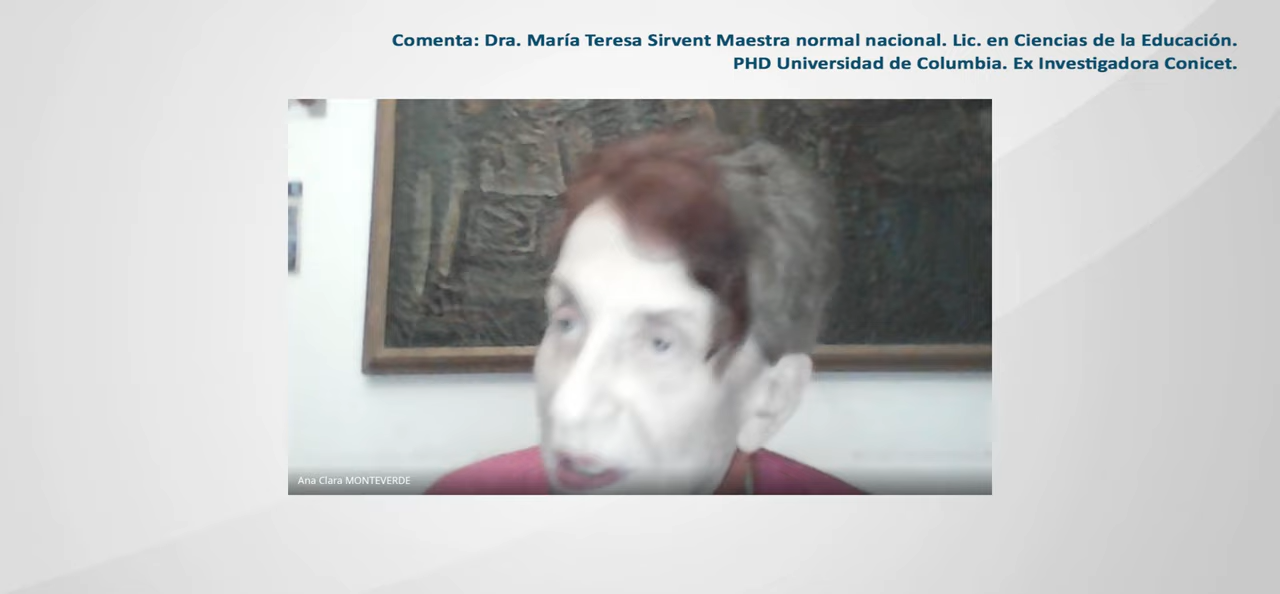 Comenta: Dra. María Teresa Sirvent Maestra normal nacional. Lic. en Ciencias de la Educación.
PHD Universidad de Columbia. Ex Investigadora Conicet.
Ana Clara MONTEVERDE